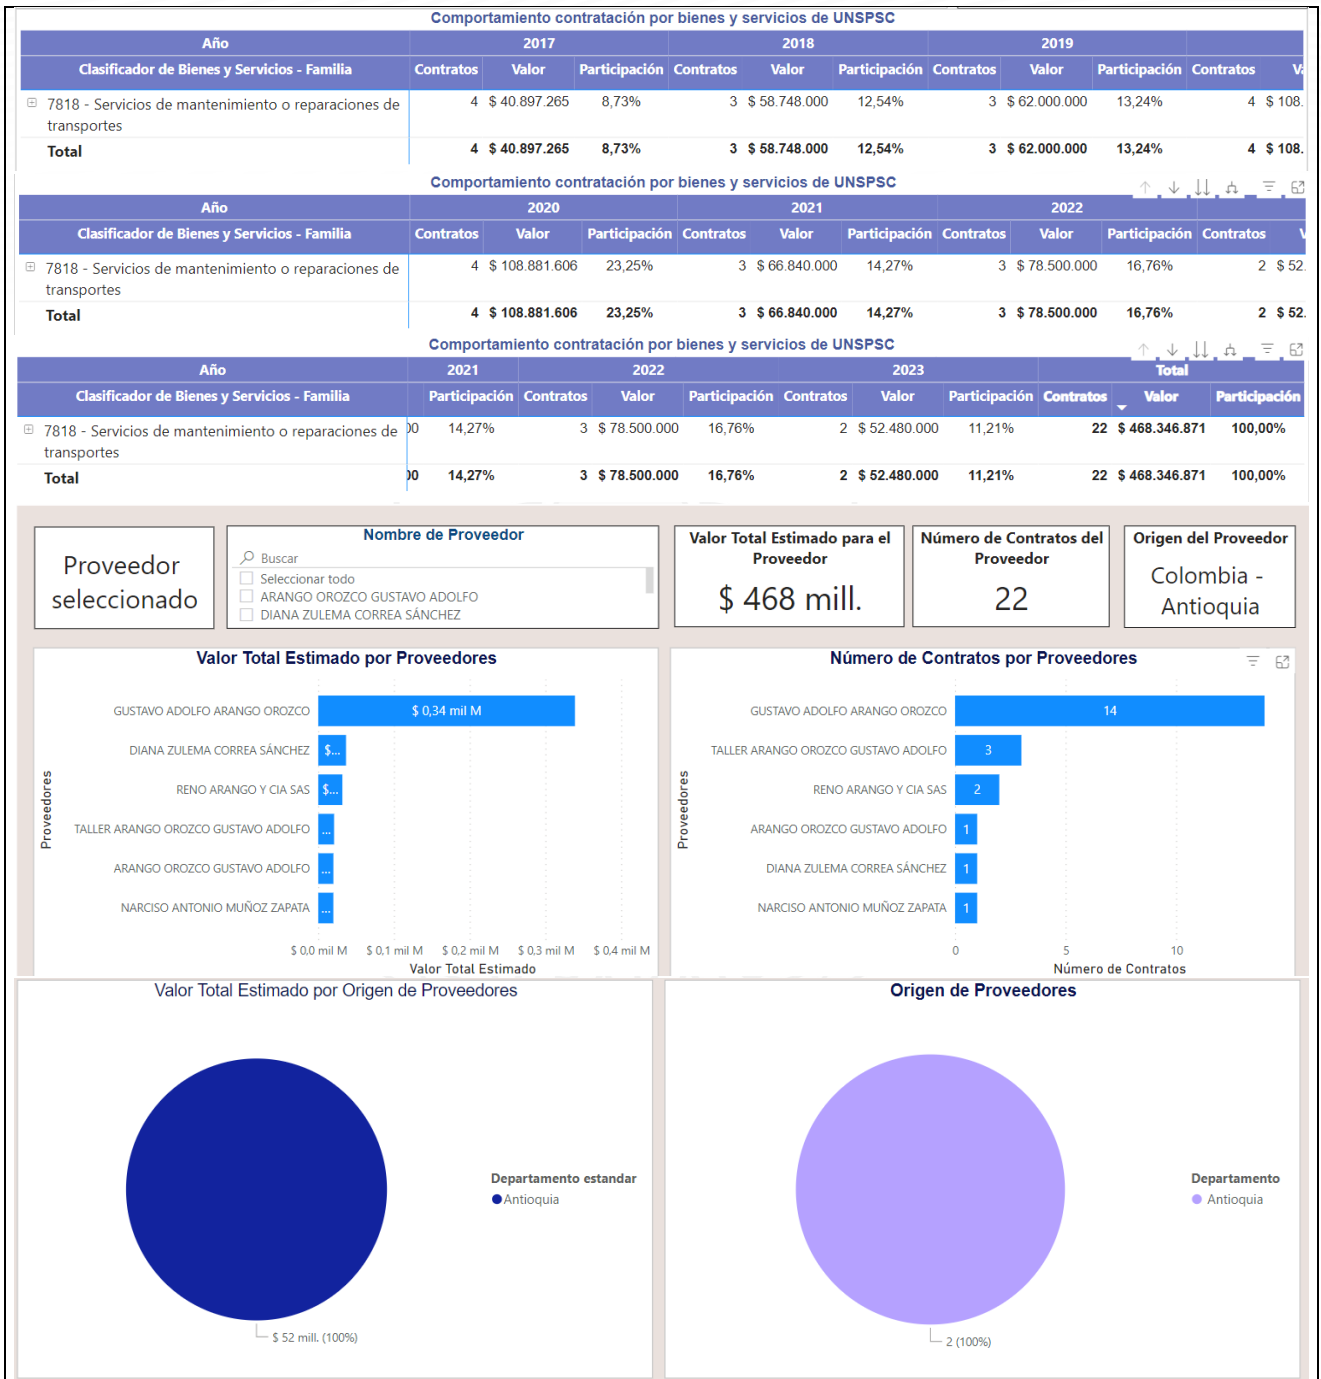 Comportamiento contratación por bienes y servicios de UNSPSC
Año 2017 2018 2019
Clasificador de Bienes y Servicios - Familia Contratos Valor Participación Contratos Valor Participación Contratos Valor Participación Contratos
7818 - Servicios de mantenimiento o reparaciones de 4 $ 40.897.265 8,73% 3 $ 58.748.000 12,54% 3 $ 62.000.000 13,24% 4 $ 108.
transportes
Total 4 $ 40.897.265 8,73% 3 $ 58.748.000 12,54% 3 $ 62.000.000 13,24% 4 $ 108.
Comportamiento contratación por bienes y servicios de UNSPSC
Año 2020 2021 2022
Clasificador de Bienes y Servicios - Familia Contratos Valor Participación Contratos Valor Participación Contratos Valor Participación Contratos
7818 - Servicios de mantenimiento o reparaciones de 4 $ 108.881.606 23,25% 3 $ 66.840.000 14,27% 3 $ 78.500.000 16,76% 2 $ 52.
transportes
Total 4 $ 108.881.606 23,25% 3 $ 66.840.000 14,27% 3 $ 78.500.000 16,76% 2 $ 52.
Comportamiento contratación por bienes y servicios de UNSPSC
Año 2021 2022 2023 Total
Clasificador de Bienes y Servicios - Familia Participación Contratos Valor Participación Contratos Valor Participación Contratos Valor Participación
7818 - Servicios de mantenimiento o reparaciones de 14,27% 3 $ 78.500.000 16,76% 2 $ 52.480.000 11,21% 22 $ 468.346.871 100,00%
transportes
Total 14,27% 3 $ 78.500.000 16,76% 2 $ 52.480.000 11,21% 22 $ 468.346.871 100,00%
Proveedor
seleccionado
Nombre de Proveedor
Buscar
Seleccionar todo
ARANGO OROZCO GUSTAVO ADOLFO
DIANA ZULEMA CORREA SÁNCHEZ
Valor Total Estimado para el
Proveedor
$ 468 mill.
Número de Contratos del
Proveedor
22
Origen del Proveedor
Colombia -
Antioquia
Valor Total Estimado por Proveedores
Proveedores
GUSTAVO ADOLFO ARANGO OROZCO $ 0,34 mil M
DIANA ZULEMA CORREA SÁNCHEZ $...
RENO ARANGO Y CIA SAS $...
TALLER ARANGO OROZCO GUSTAVO ADOLFO ...
ARANGO OROZCO GUSTAVO ADOLFO ...
NARCISO ANTONIO MUÑOZ ZAPATA ...
$ 0,0 mil M $ 0,1 mil M $ 0,2 mil M $ 0,3 mil M $ 0,4 mil M
Valor Total Estimado
Número de Contratos por Proveedores
Proveedores
GUSTAVO ADOLFO ARANGO OROZCO 14
TALLER ARANGO OROZCO GUSTAVO ADOLFO 3
RENO ARANGO Y CIA SAS 2
ARANGO OROZCO GUSTAVO ADOLFO 1
DIANA ZULEMA CORREA SÁNCHEZ 1
NARCISO ANTONIO MUÑOZ ZAPATA 1
0 5 10
Número de Contratos
Valor Total Estimado por Origen de Proveedores
Departamento estandar
Antioquia
$ 52 mill. (100%)
Origen de Proveedores
Departamento
Antioquia
2 (100%)